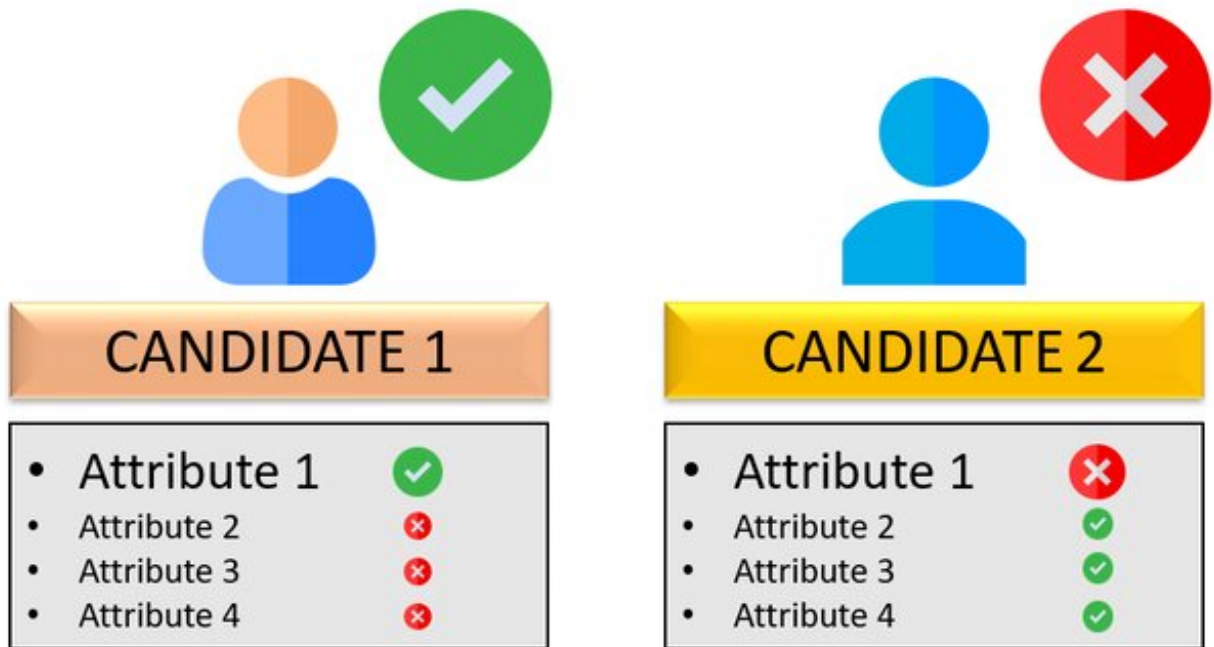 CANDIDATE 1
• Attribute 1
• Attribute 2
• Attribute 3
• Attribute 4
CANDIDATE 2
• Attribute 1
• Attribute 2
• Attribute 3
• Attribute 4